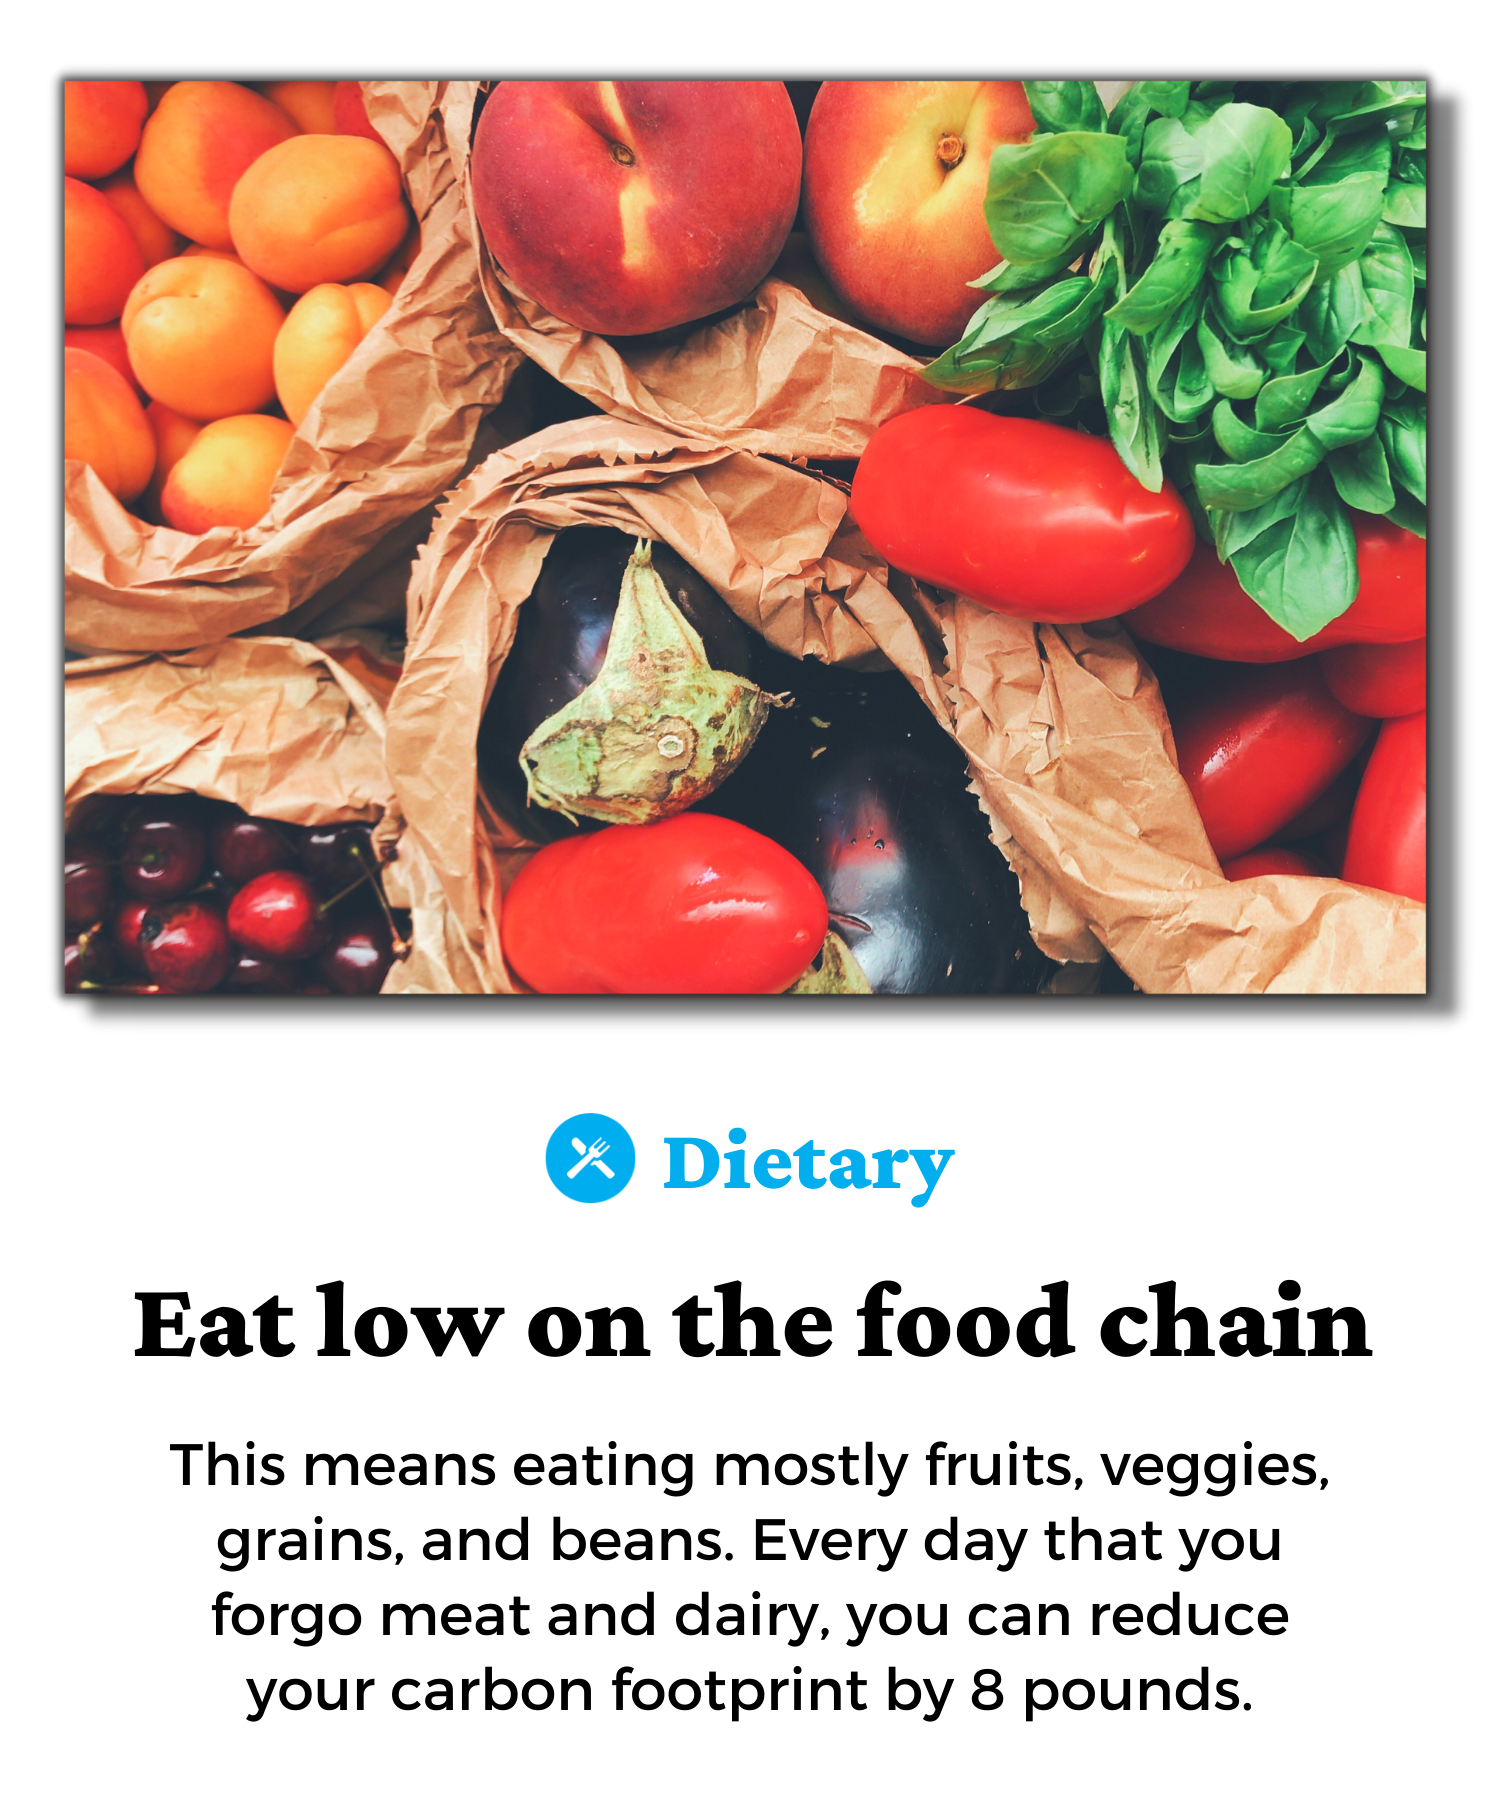 Dietary
Eat low on the food chain
This means eating mostly fruits, veggies,
grains, and beans. Every day that you
forgo meat and dairy, you can reduce
your carbon footprint by 8 pounds.